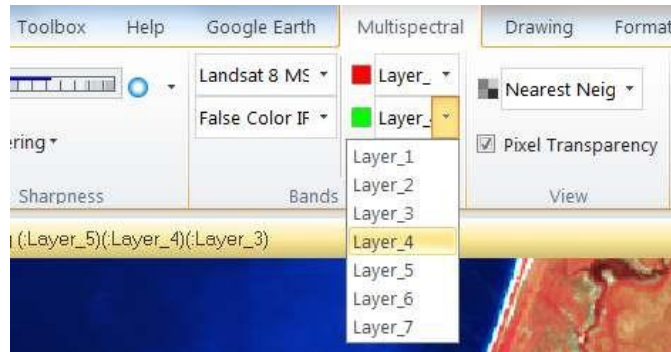 Toolbox Help Google Earth Multispectral Drawing Format
Landsat 8 MS Layer_ Nearest Neig
ering False Color IF Layer_ Pixel Transparency
Sharpness Bands View
(:Layer_5)(:Layer_4)(:Layer_3)
Layer_1
Layer_2
Layer_3
Layer_4
Layer_5
Layer_6
Layer_7